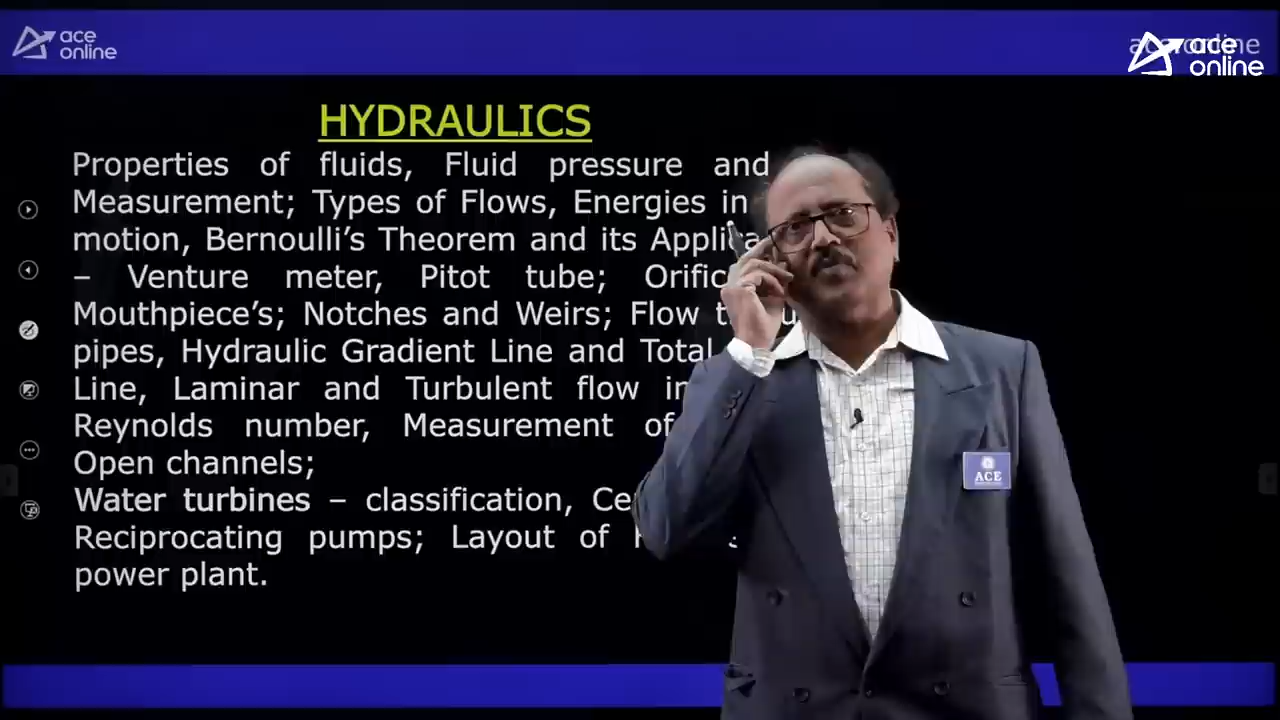 ace
online
ace
online
HYDRAULICS
Properties of fluids, Fluid pressure and
Measurement; Types of Flows, Energies in
motion, Bernoulli's Theorem and its
– Venture meter, Pitot tube;
Mouthpiece's; Notches and Weirs; Flow
pipes, Hydraulic Gradient Line and Total
Line, Laminar and Turbulent flow in
Reynolds number, Measurement of
Open channels;
Water turbines – classification,
Reciprocating pumps; Layout of
power plant.
ACE